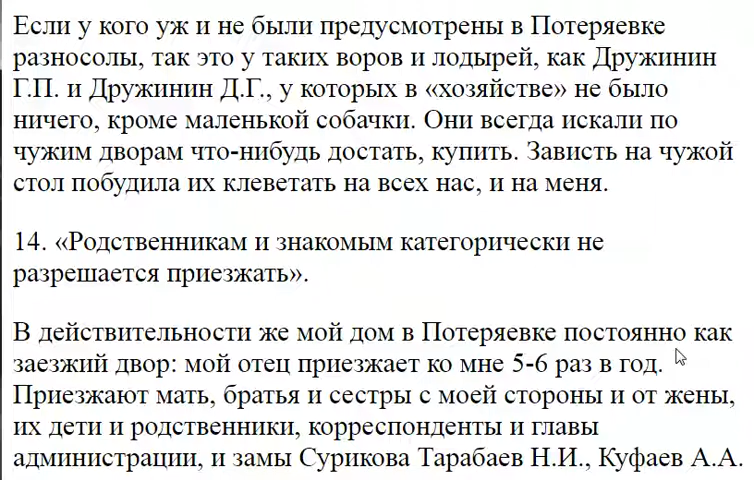 Если у кого уж и не были предусмотрены в Потеряевке
разносолы, так это у таких воров и лодырей, как Дружинин
Г.П. и Дружинин Д.Г., у которых в «хозяйстве» не было
ничего, кроме маленькой собачки. Они всегда искали по
чужим дворам что-нибудь достать, купить. Зависть на чужой
стол побудила их клеветать на всех нас, и на меня.
14. «Родственникам и знакомым категорически не
разрешается приезжать».
В действительности же мой дом в Потеряевке постоянно как
заезжий двор: мой отец приезжает ко мне 5-6 раз в год.
Приезжают мать, братья и сестры с моей стороны и от жены,
их дети и родственники, корреспонденты и главы
администрации, и замы Сурикова Тарабаев Н.И., Куфаев А.А.